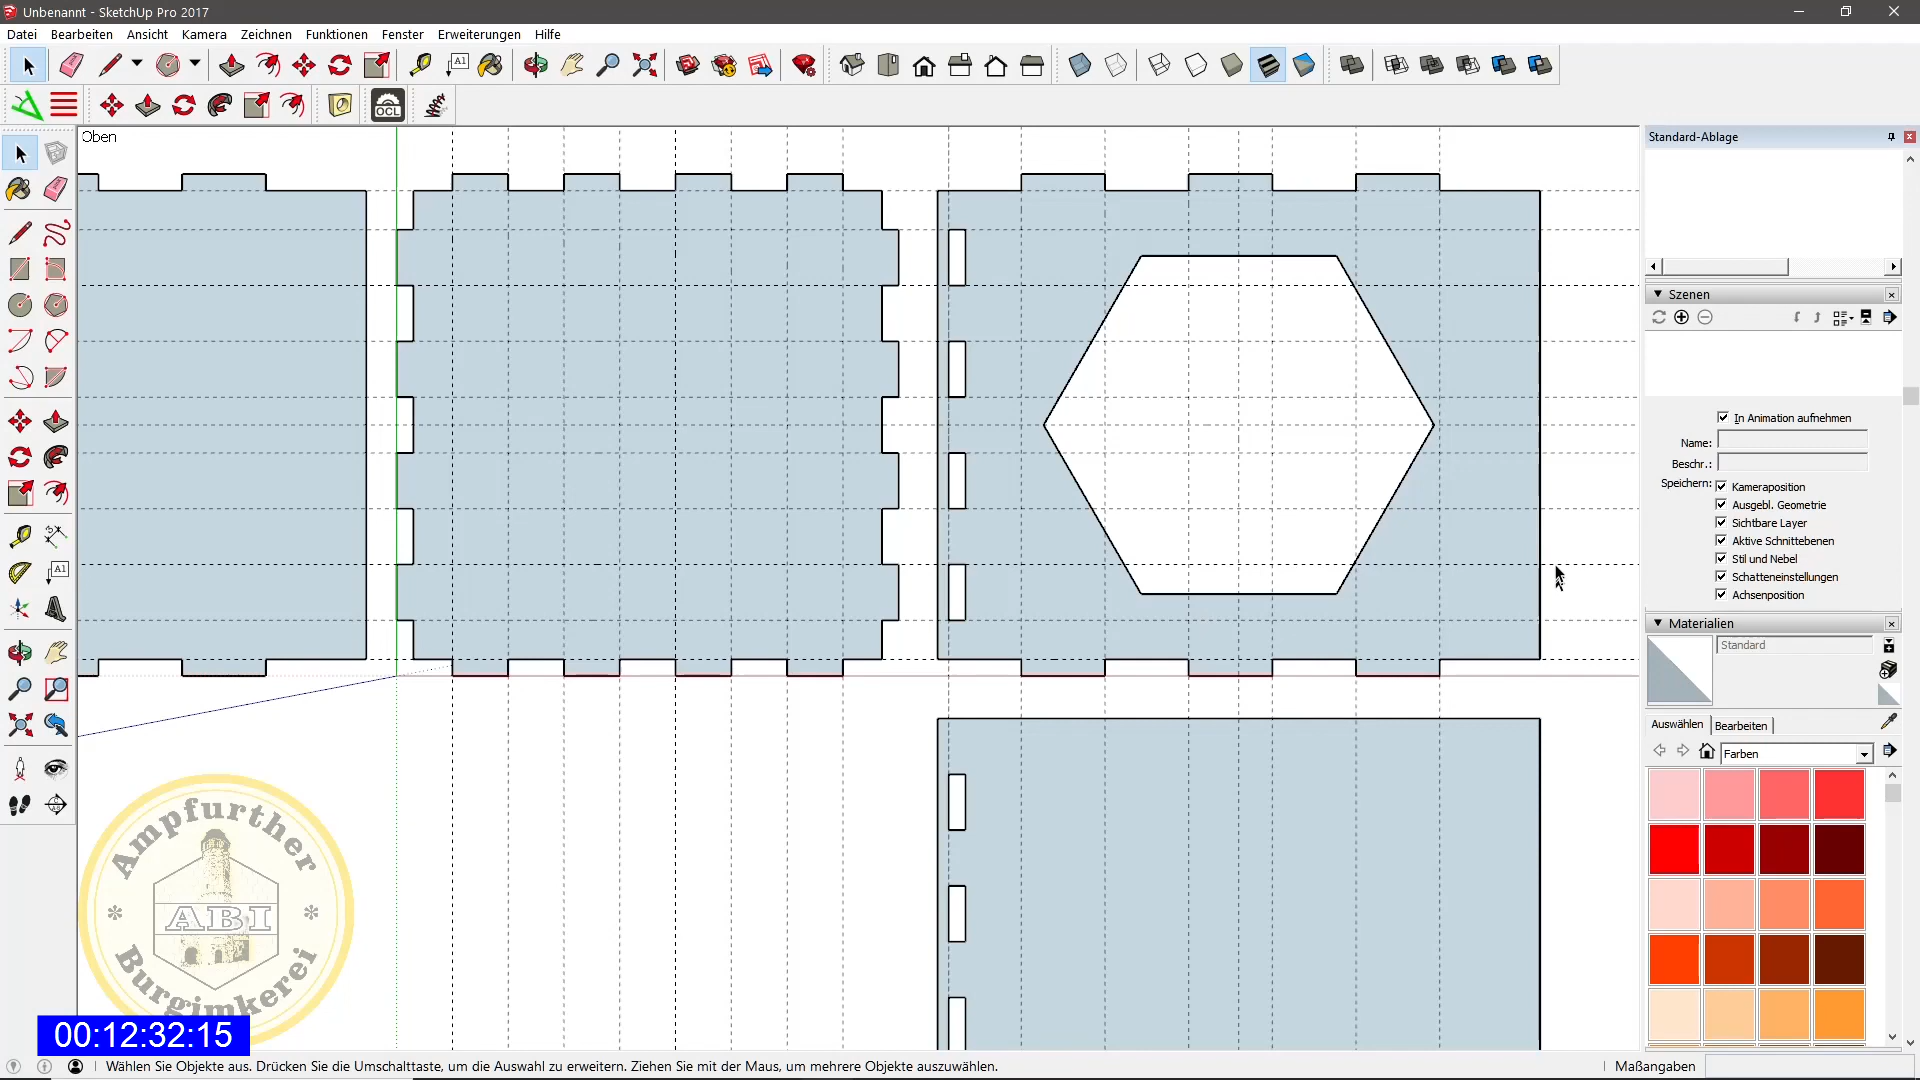 Unbenannt - SketchUp Pro 2017
Datei Bearbeiten Ansicht Kamera Zeichnen Funktionen Fenster Erweiterungen Hilfe
A1
OCL
Oben
Standard-Ablage
Szenen
In Animation aufnehmen
Name:
Beschr.:
Speichern: Kameraposition
Ausgebl. Geometrie
Sichtbare Layer
Aktive Schnittebenen
Stil und Nebel
Schatteneinstellungen
Achsenposition
A1
Materialien
Standard
Auswählen Bearbeiten
Farben
Ampfurther
* ABI *
Burgimkerei
00:12:32:15
Wählen Sie Objekte aus. Drücken Sie die Umschalttaste, um die Auswahl zu erweitern. Ziehen Sie mit der Maus, um mehrere Objekte auszuwählen.
Maßangaben